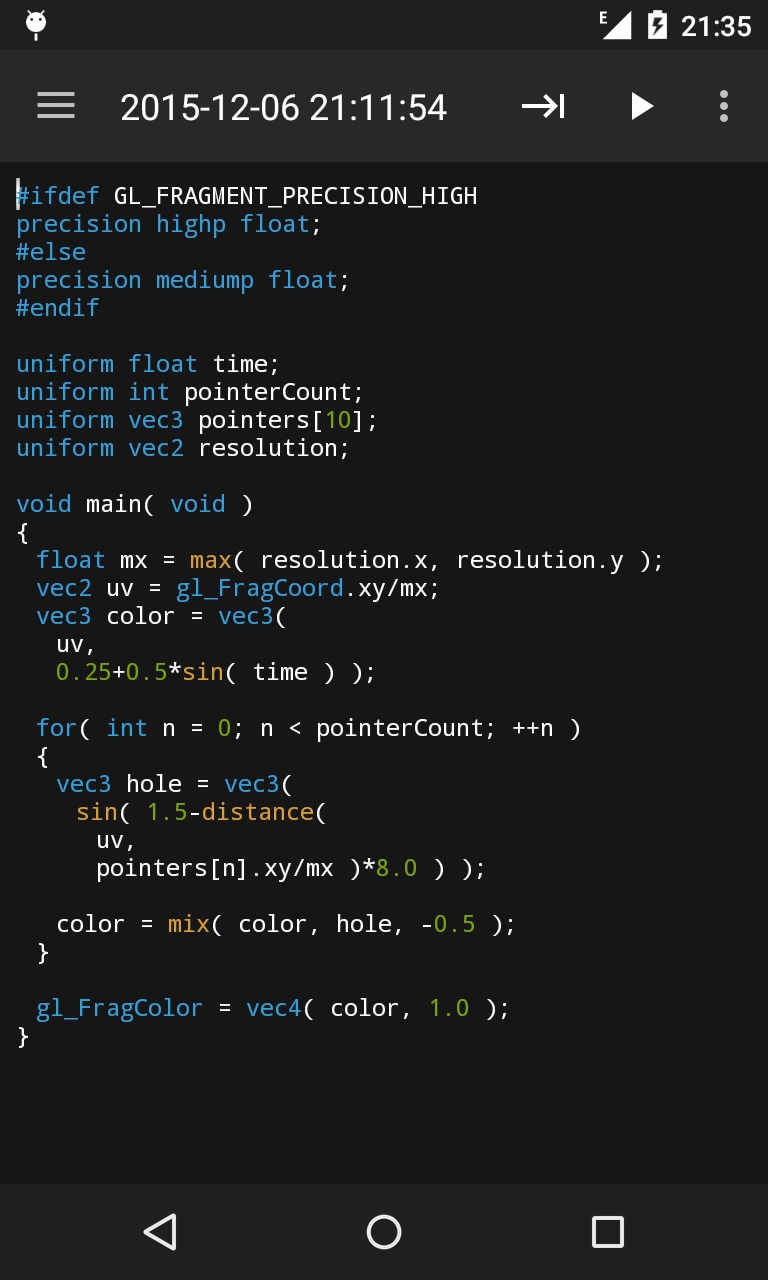 E 21:35
2015-12-06 21:11:54
#ifdef GL_FRAGMENT_PRECISION_HIGH
precision highp float;
#else
precision mediump float;
#endif
uniform float time;
uniform int pointerCount;
uniform vec3 pointers[10];
uniform vec2 resolution;
void main( void )
{
float mx = max( resolution.x, resolution.y );
vec2 uv = gl_FragCoord.xy/mx;
vec3 color = vec3(
uv,
0.25+0.5*sin( time ) );
for( int n = 0; n < pointerCount; ++n )
{
vec3 hole = vec3(
sin( 1.5-distance(
uv,
pointers[n].xy/mx )*8.0 ) );
color = mix( color, hole, -0.5 );
}
gl_FragColor = vec4( color, 1.0 );
}